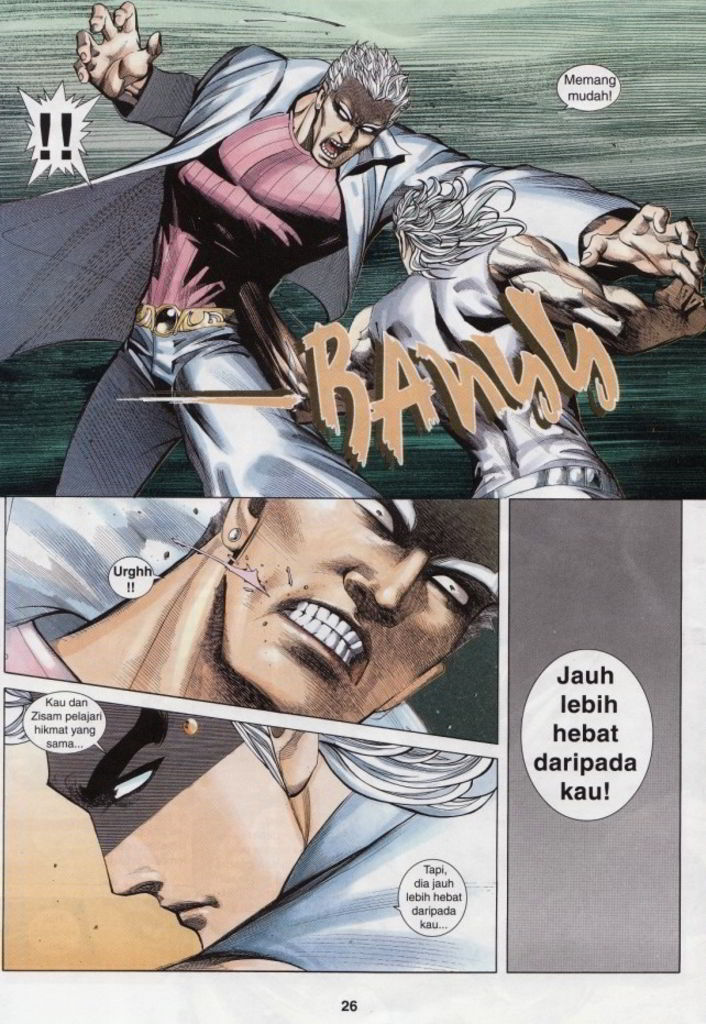 Memang
mudah!
!!
RANGG
Urghh
!!
Kau dan
Zisam pelajari
hikmat yang
sama...
Tapi,
dia jauh
lebih hebat
daripada
kau...
Jauh
lebih
hebat
daripada
kau!
26